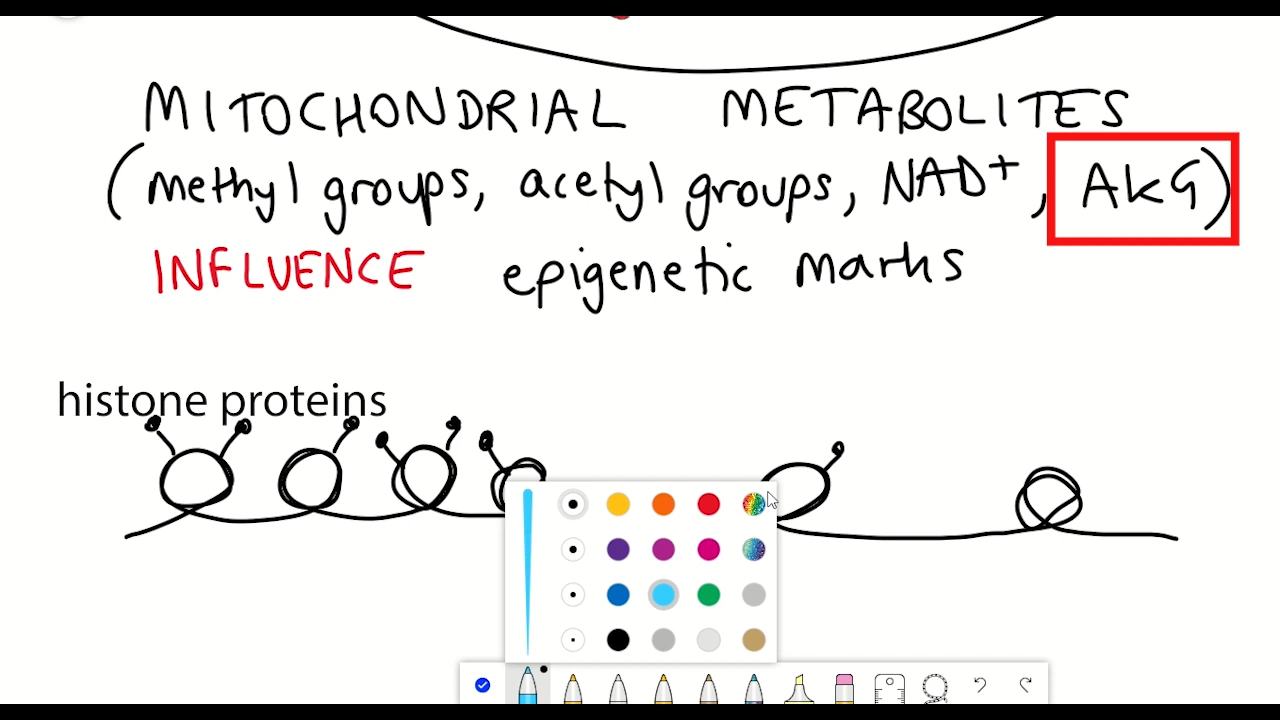 MITOCHONDRIAL METABOLITES
(methyl groups, acetyl groups, NAD+, AKG)
INFLUENCE epigenetic marks
histone proteins